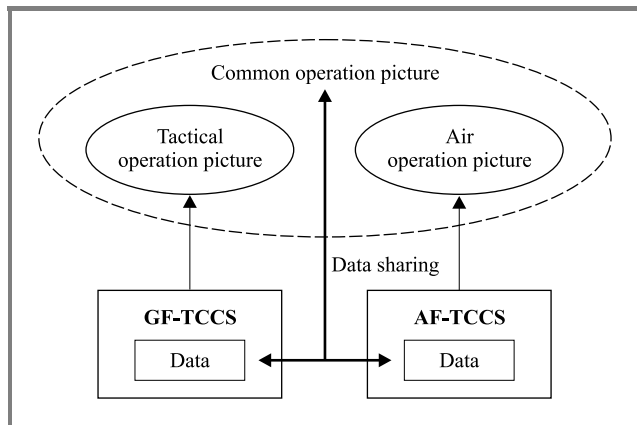 Common operation picture
Tactical
operation picture
Air
operation picture
Data sharing
GF-TCCS
AF-TCCS
Data
Data